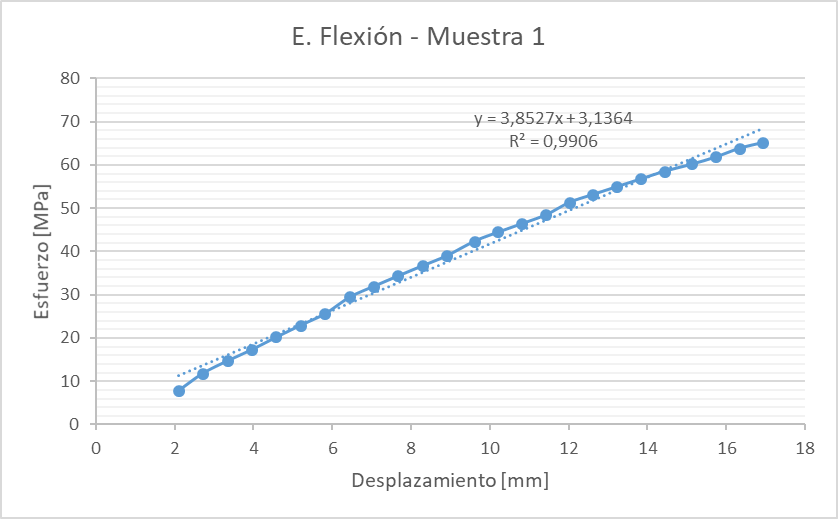 E. Flexión - Muestra 1
80
70
60
50
40
30
20
10
0
y = 3,8527x + 3,1364
R² = 0,9906
Esfuerzo [MPa]
0 2 4 6 8 10 12 14 16 18
Desplazamiento [mm]